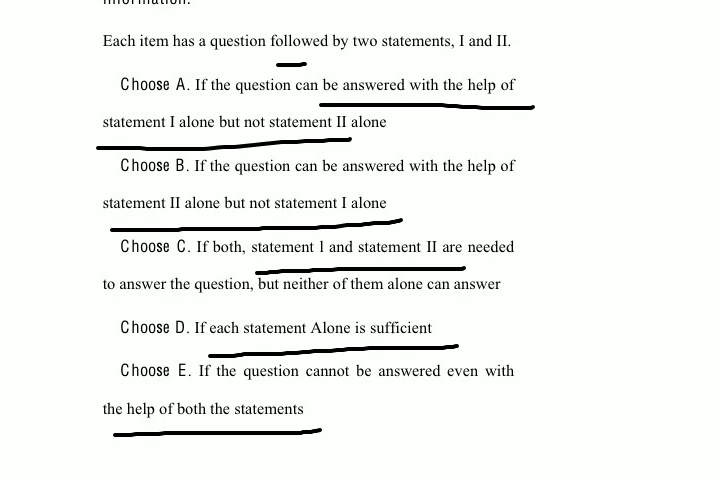 information.
Each item has a question followed by two statements, I and II.
Choose A. If the question can be answered with the help of
statement I alone but not statement II alone
Choose B. If the question can be answered with the help of
statement II alone but not statement I alone
Choose C. If both, statement l and statement II are needed
to answer the question, but neither of them alone can answer
Choose D. If each statement Alone is sufficient
Choose E. If the question cannot be answered even with
the help of both the statements